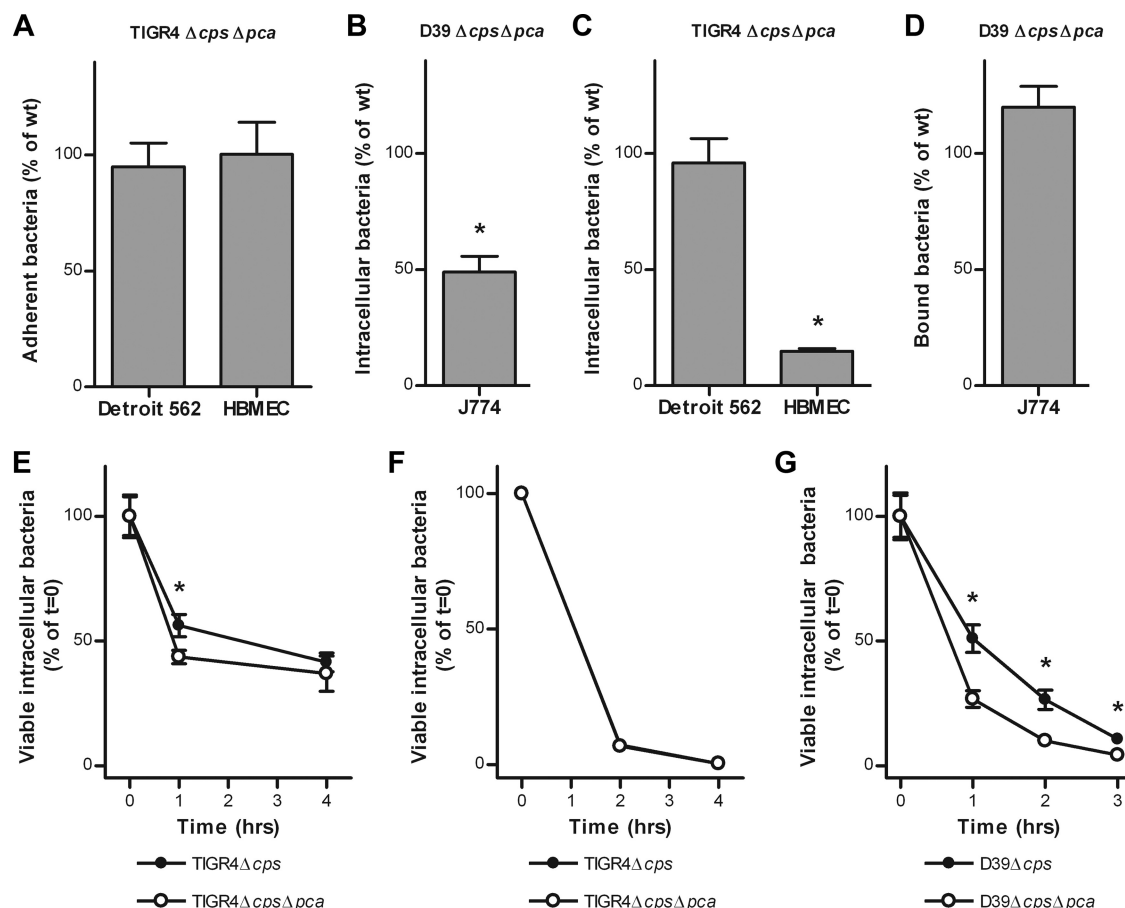 A
TIGR4 ΔcpsΔpca
Adherent bacteria (% of wt)
100
50
0
Detroit 562
HBMEC
B
D39 ΔcpsΔpca
Intracellular bacteria (% of wt)
100
50
0
*
J774
C
TIGR4 ΔcpsΔpca
Intracellular bacteria (% of wt)
100
50
0
*
Detroit 562
HBMEC
D
D39 ΔcpsΔpca
Bound bacteria (% of wt)
100
50
0
J774
E
Viable intracellular bacteria
(% of t=0)
100
50
0
*
0 1 2 3 4
Time (hrs)
TIGR4Δcps
TIGR4ΔcpsΔpca
F
Viable intracellular bacteria
(% of t=0)
100
50
0
0 1 2 3 4
Time (hrs)
TIGR4Δcps
TIGR4ΔcpsΔpca
G
Viable intracellular bacteria
(% of t=0)
100
50
0
*
*
*
0 1 2 3
Time (hrs)
D39Δcps
D39ΔcpsΔpca